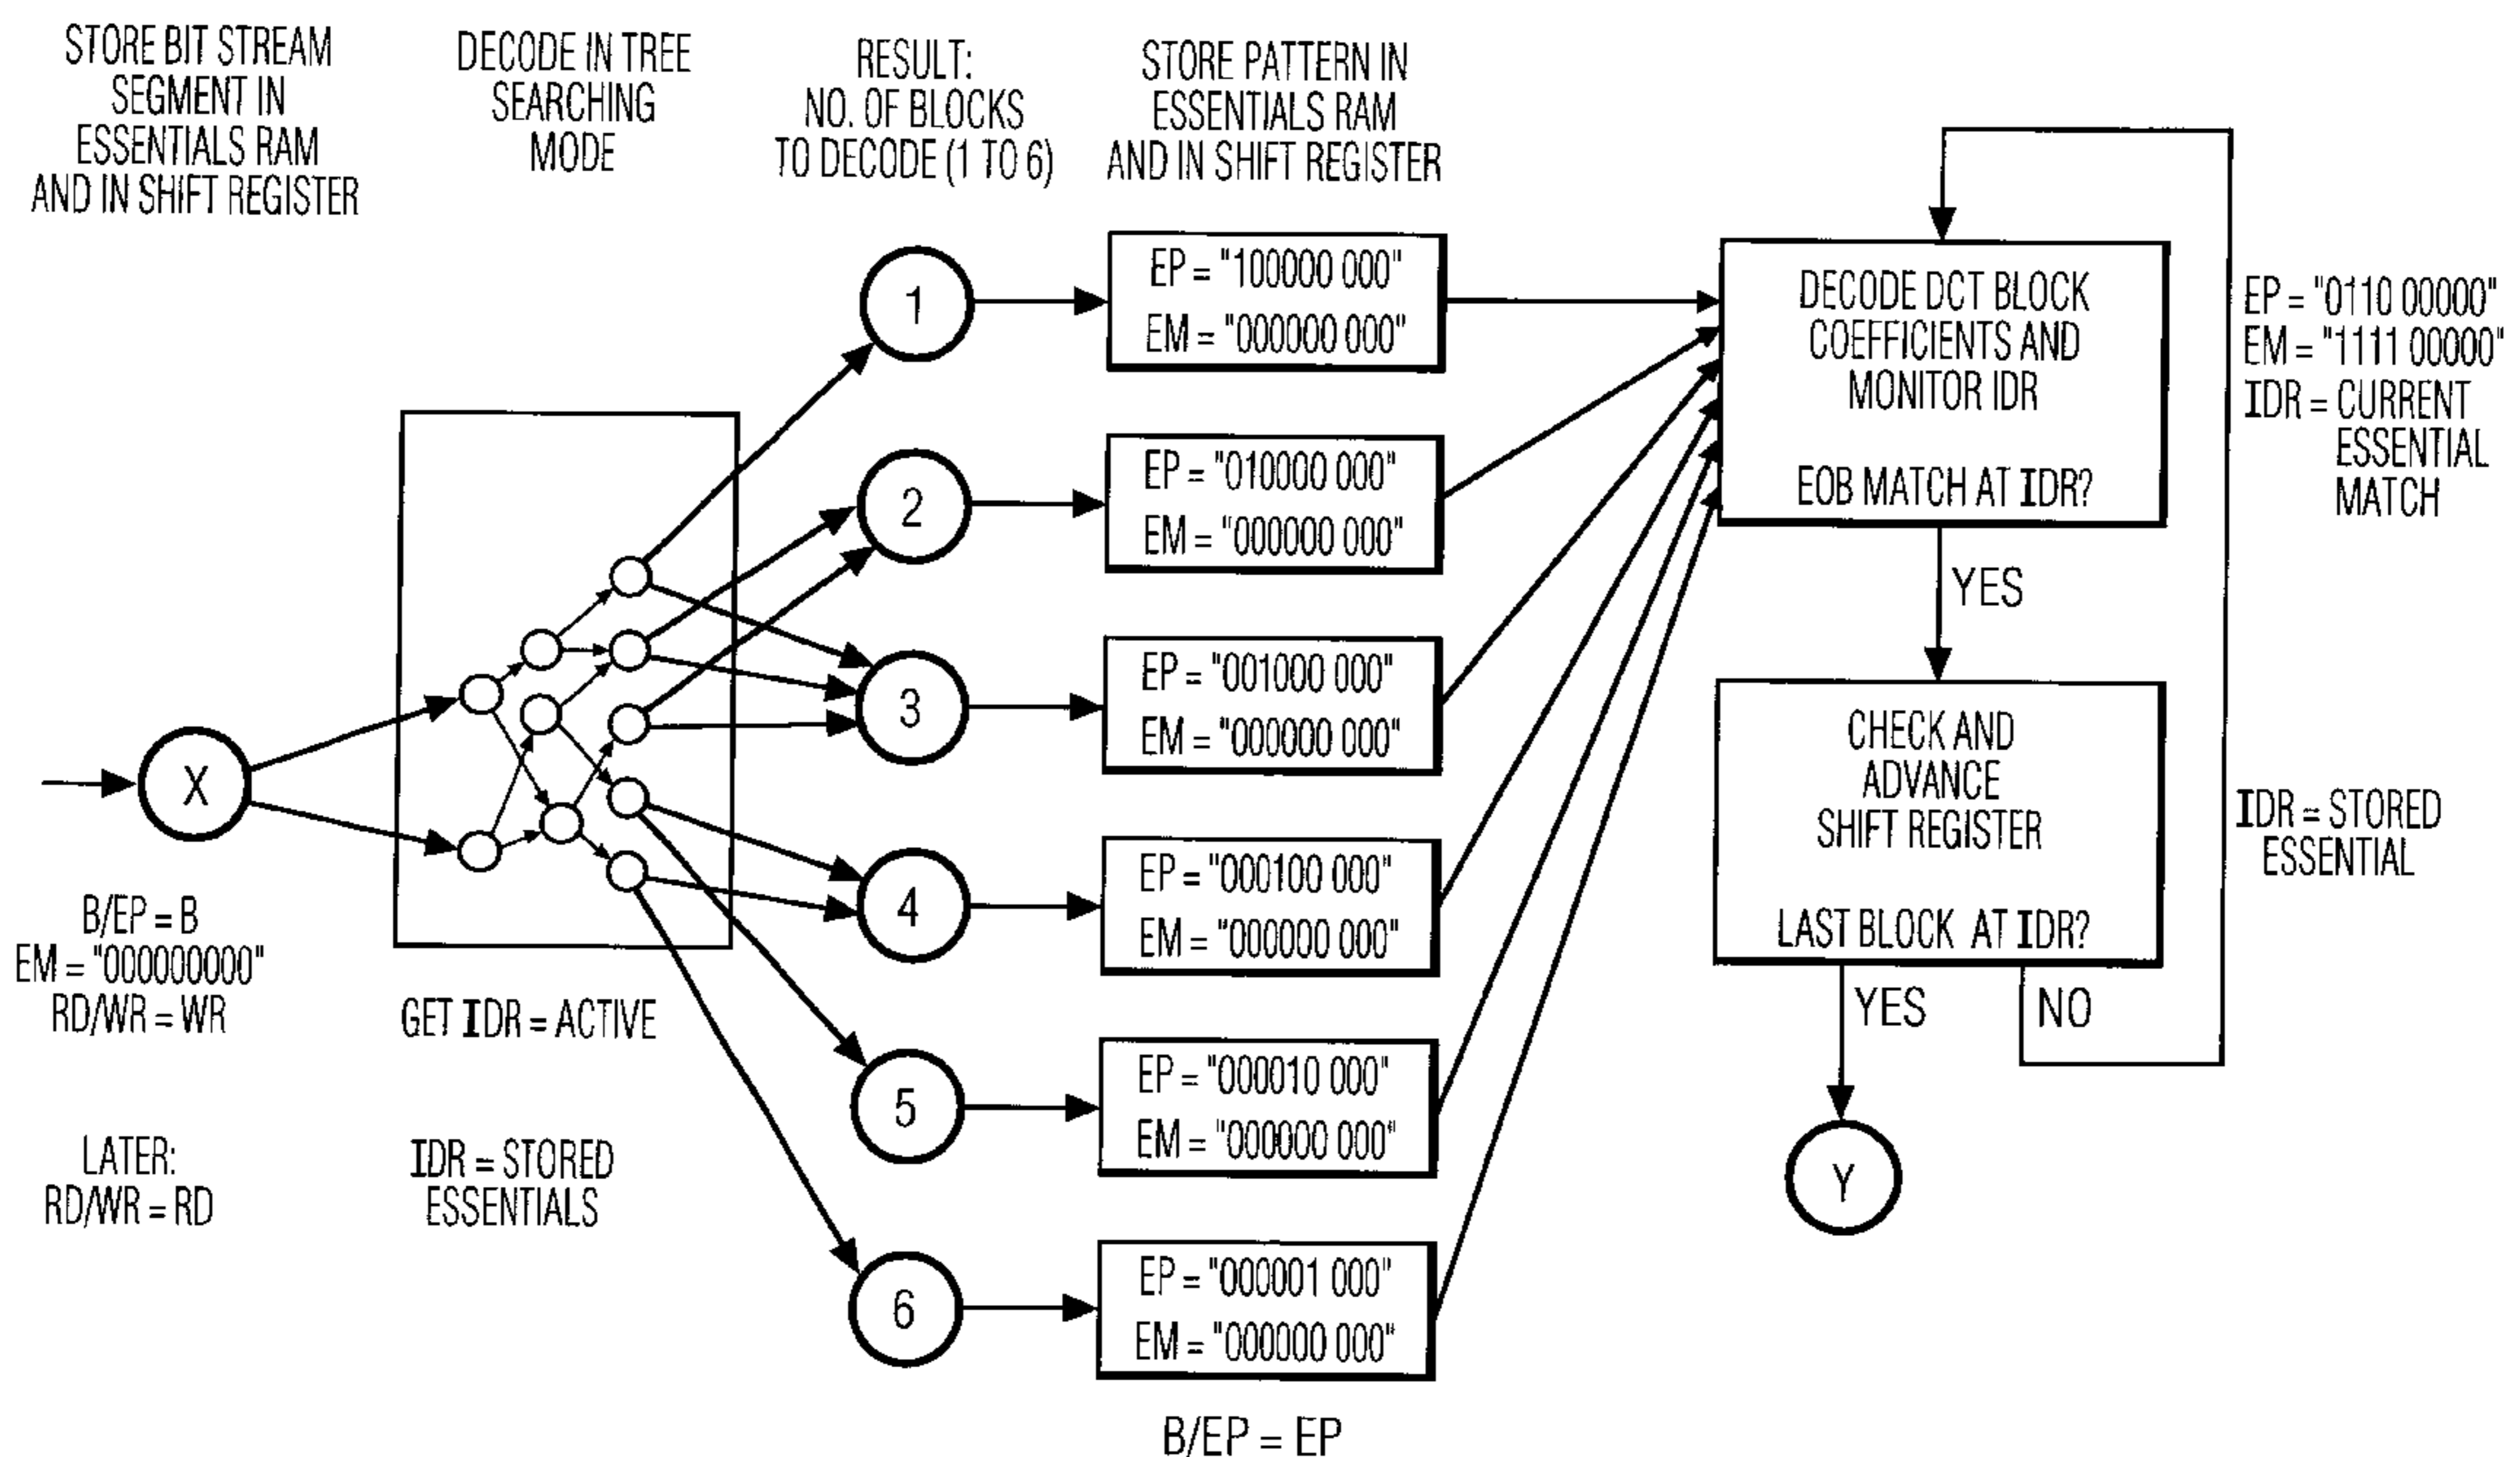 STORE BIT STREAM
SEGMENT IN
ESSENTIALS RAM
AND IN SHIFT REGISTER
DECODE IN TREE
SEARCHING
MODE
RESULT:
NO. OF BLOCKS
TO DECODE (1 TO 6)
STORE PATTERN IN
ESSENTIALS RAM
AND IN SHIFT REGISTER
X
B/EP = B
EM = "000000000"
RD/WR = WR
LATER:
RD/WR = RD
GET IDR = ACTIVE
IDR = STORED
ESSENTIALS
1
EP = "100000 000"
EM = "000000 000"
2
EP = "010000 000"
EM = "000000 000"
3
EP = "001000 000"
EM = "000000 000"
4
EP = "000100 000"
EM = "000000 000"
5
EP = "000010 000"
EM = "000000 000"
6
EP = "000001 000"
EM = "000000 000"
B/EP = EP
DECODE DCT BLOCK
COEFFICIENTS AND
MONITOR IDR
EOB MATCH AT IDR?
EP = "0110 00000"
EM = "1111 00000"
IDR = CURRENT
ESSENTIAL
MATCH
YES
CHECK AND
ADVANCE
SHIFT REGISTER
LAST BLOCK AT IDR?
IDR = STORED
ESSENTIAL
YES
NO
Y